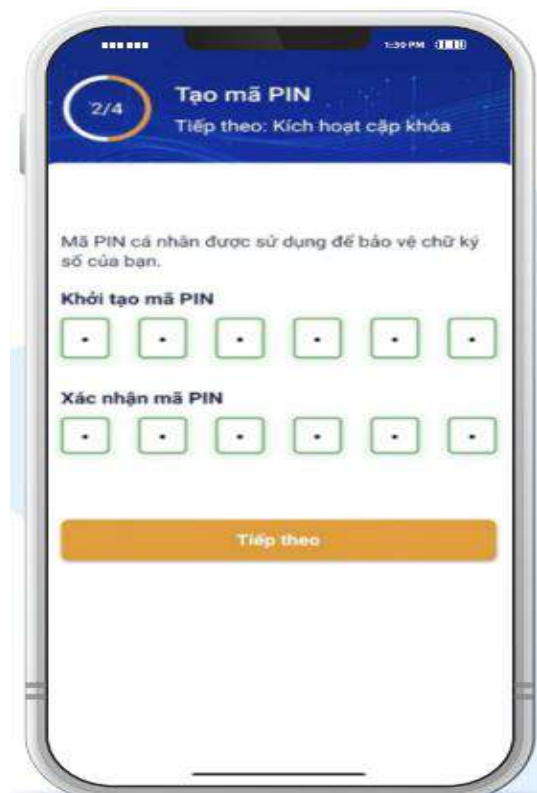 1:30 PM
2/4
Tạo mã PIN
Tiếp theo: Kích hoạt cặp khóa
Mã PIN cá nhân được sử dụng để bảo vệ chữ ký
số của bạn.
Khởi tạo mã PIN
Xác nhận mã PIN
Tiếp theo